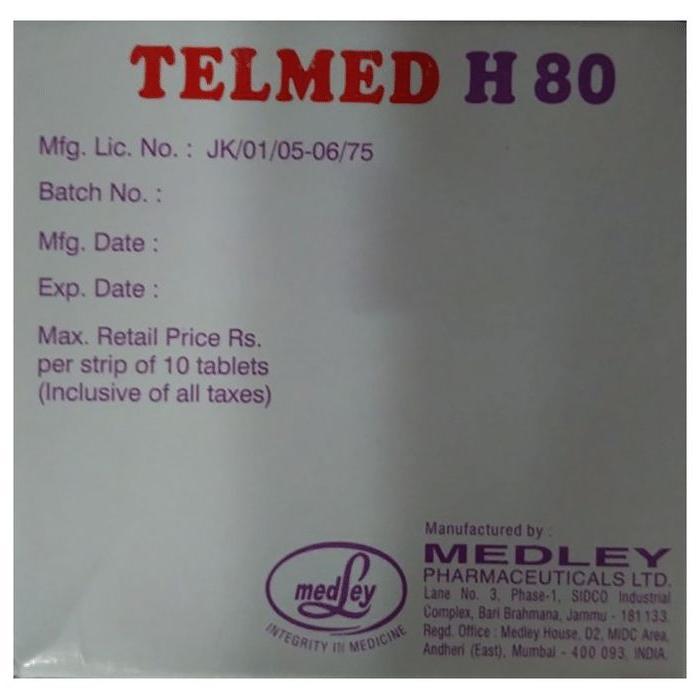 TELMED H 80
Mfg. Lic. No. : JK/01/05-06/75
Batch No. :
Mfg. Date :
Exp. Date :
Max. Retail Price Rs.
per strip of 10 tablets
(Inclusive of all taxes)
medley
INTEGRITY IN MEDICINE
Manufactured by :
MEDLEY
PHARMACEUTICALS LTD.
Lane No. 3, Phase-1, SIDCO Industrial
Complex, Bari Brahmana, Jammu - 181 133.
Regd. Office : Medley House, D2, MIDC Area,
Andheri (East), Mumbai - 400 093, INDIA.